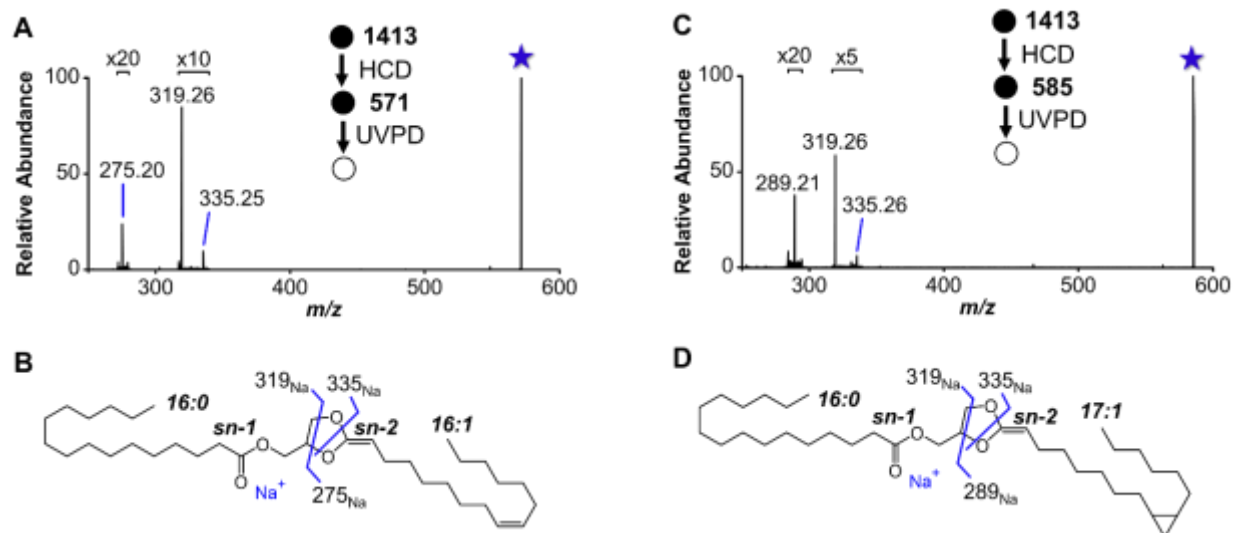 A
x20
x10
1413
HCD
571
UVPD
Relative Abundance
100
50
0
319.26
275.20
335.25
300
400
500
600
m/z
C
x20
x5
1413
HCD
585
UVPD
Relative Abundance
100
50
0
319.26
289.21
335.26
300
400
500
600
m/z
B
16:0
sn-1
O
O
Na+
319Na
335Na
O
O
sn-2
16:1
275Na
D
16:0
sn-1
O
O
Na+
319Na
335Na
O
O
sn-2
17:1
289Na